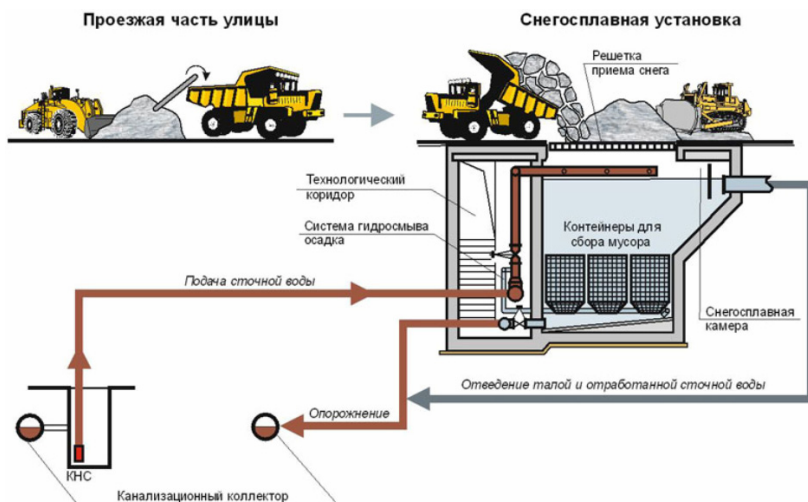 Проезжая часть улицы
Снегосплавная установка
Решетка
приема снега
Технологический
коридор
Система гидросмыва
осадка
Контейнеры для
сбора мусора
Подача сточной воды
Снегосплавная
камера
Отведение талой и отработанной сточной воды
Опорожнение
КНС
Канализационный коллектор